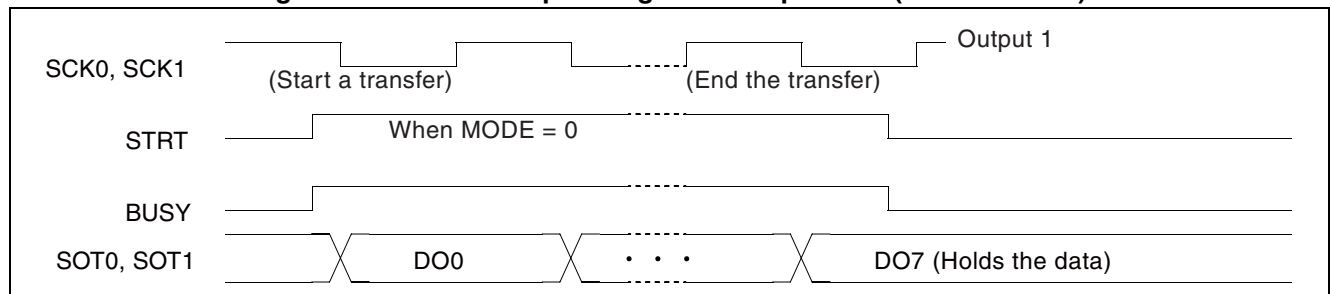 SCK0, SCK1
Output 1
(Start a transfer)
(End the transfer)
STRT
When MODE = 0
BUSY
SOT0, SOT1
DO0
• • •
DO7 (Holds the data)